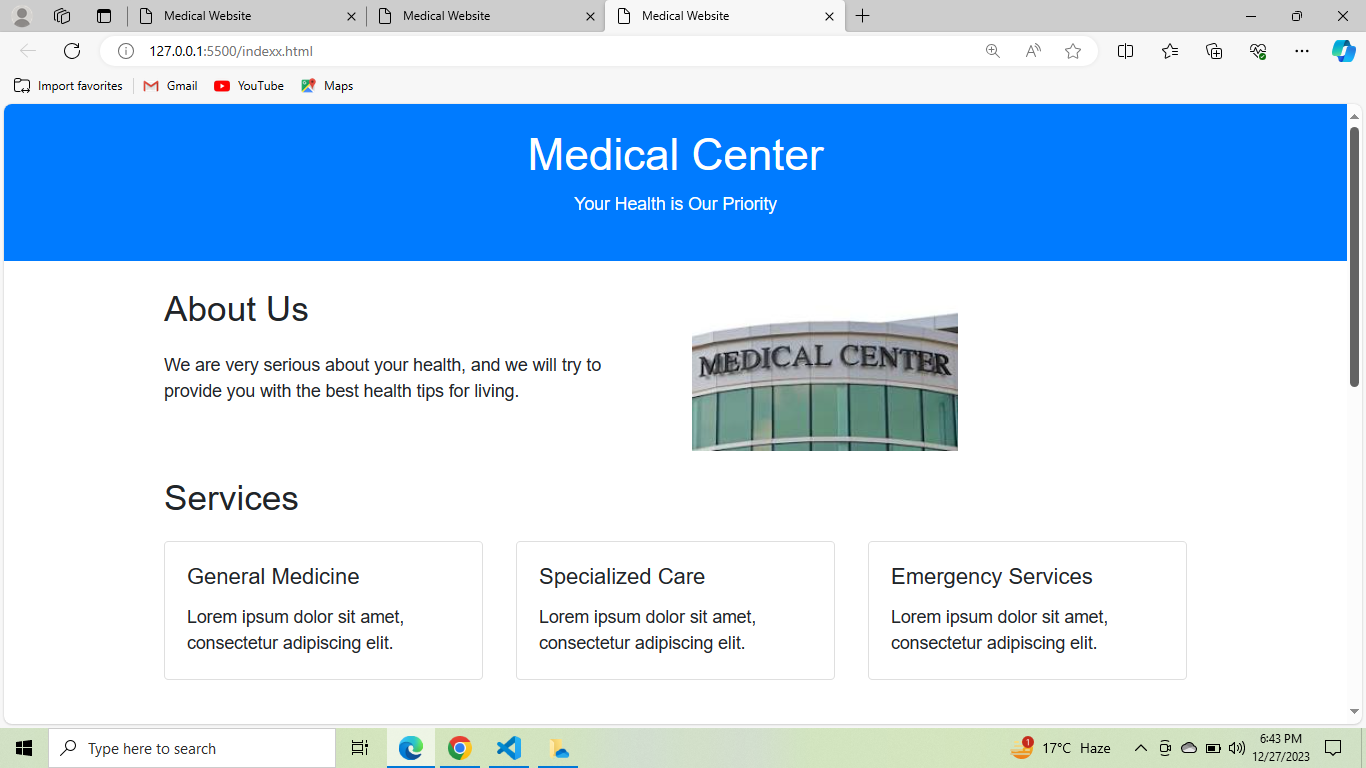 Medical Website
Medical Website
Medical Website
127.0.0.1:5500/indexx.html
Import favorites
Gmail
YouTube
Maps
Medical Center
Your Health is Our Priority
About Us
We are very serious about your health, and we will try to
provide you with the best health tips for living.
MEDICAL CENTER
Services
General Medicine
Lorem ipsum dolor sit amet,
consectetur adipiscing elit.
Specialized Care
Lorem ipsum dolor sit amet,
consectetur adipiscing elit.
Emergency Services
Lorem ipsum dolor sit amet,
consectetur adipiscing elit.
Type here to search
1
17°C Haze
6:43 PM
12/27/2023